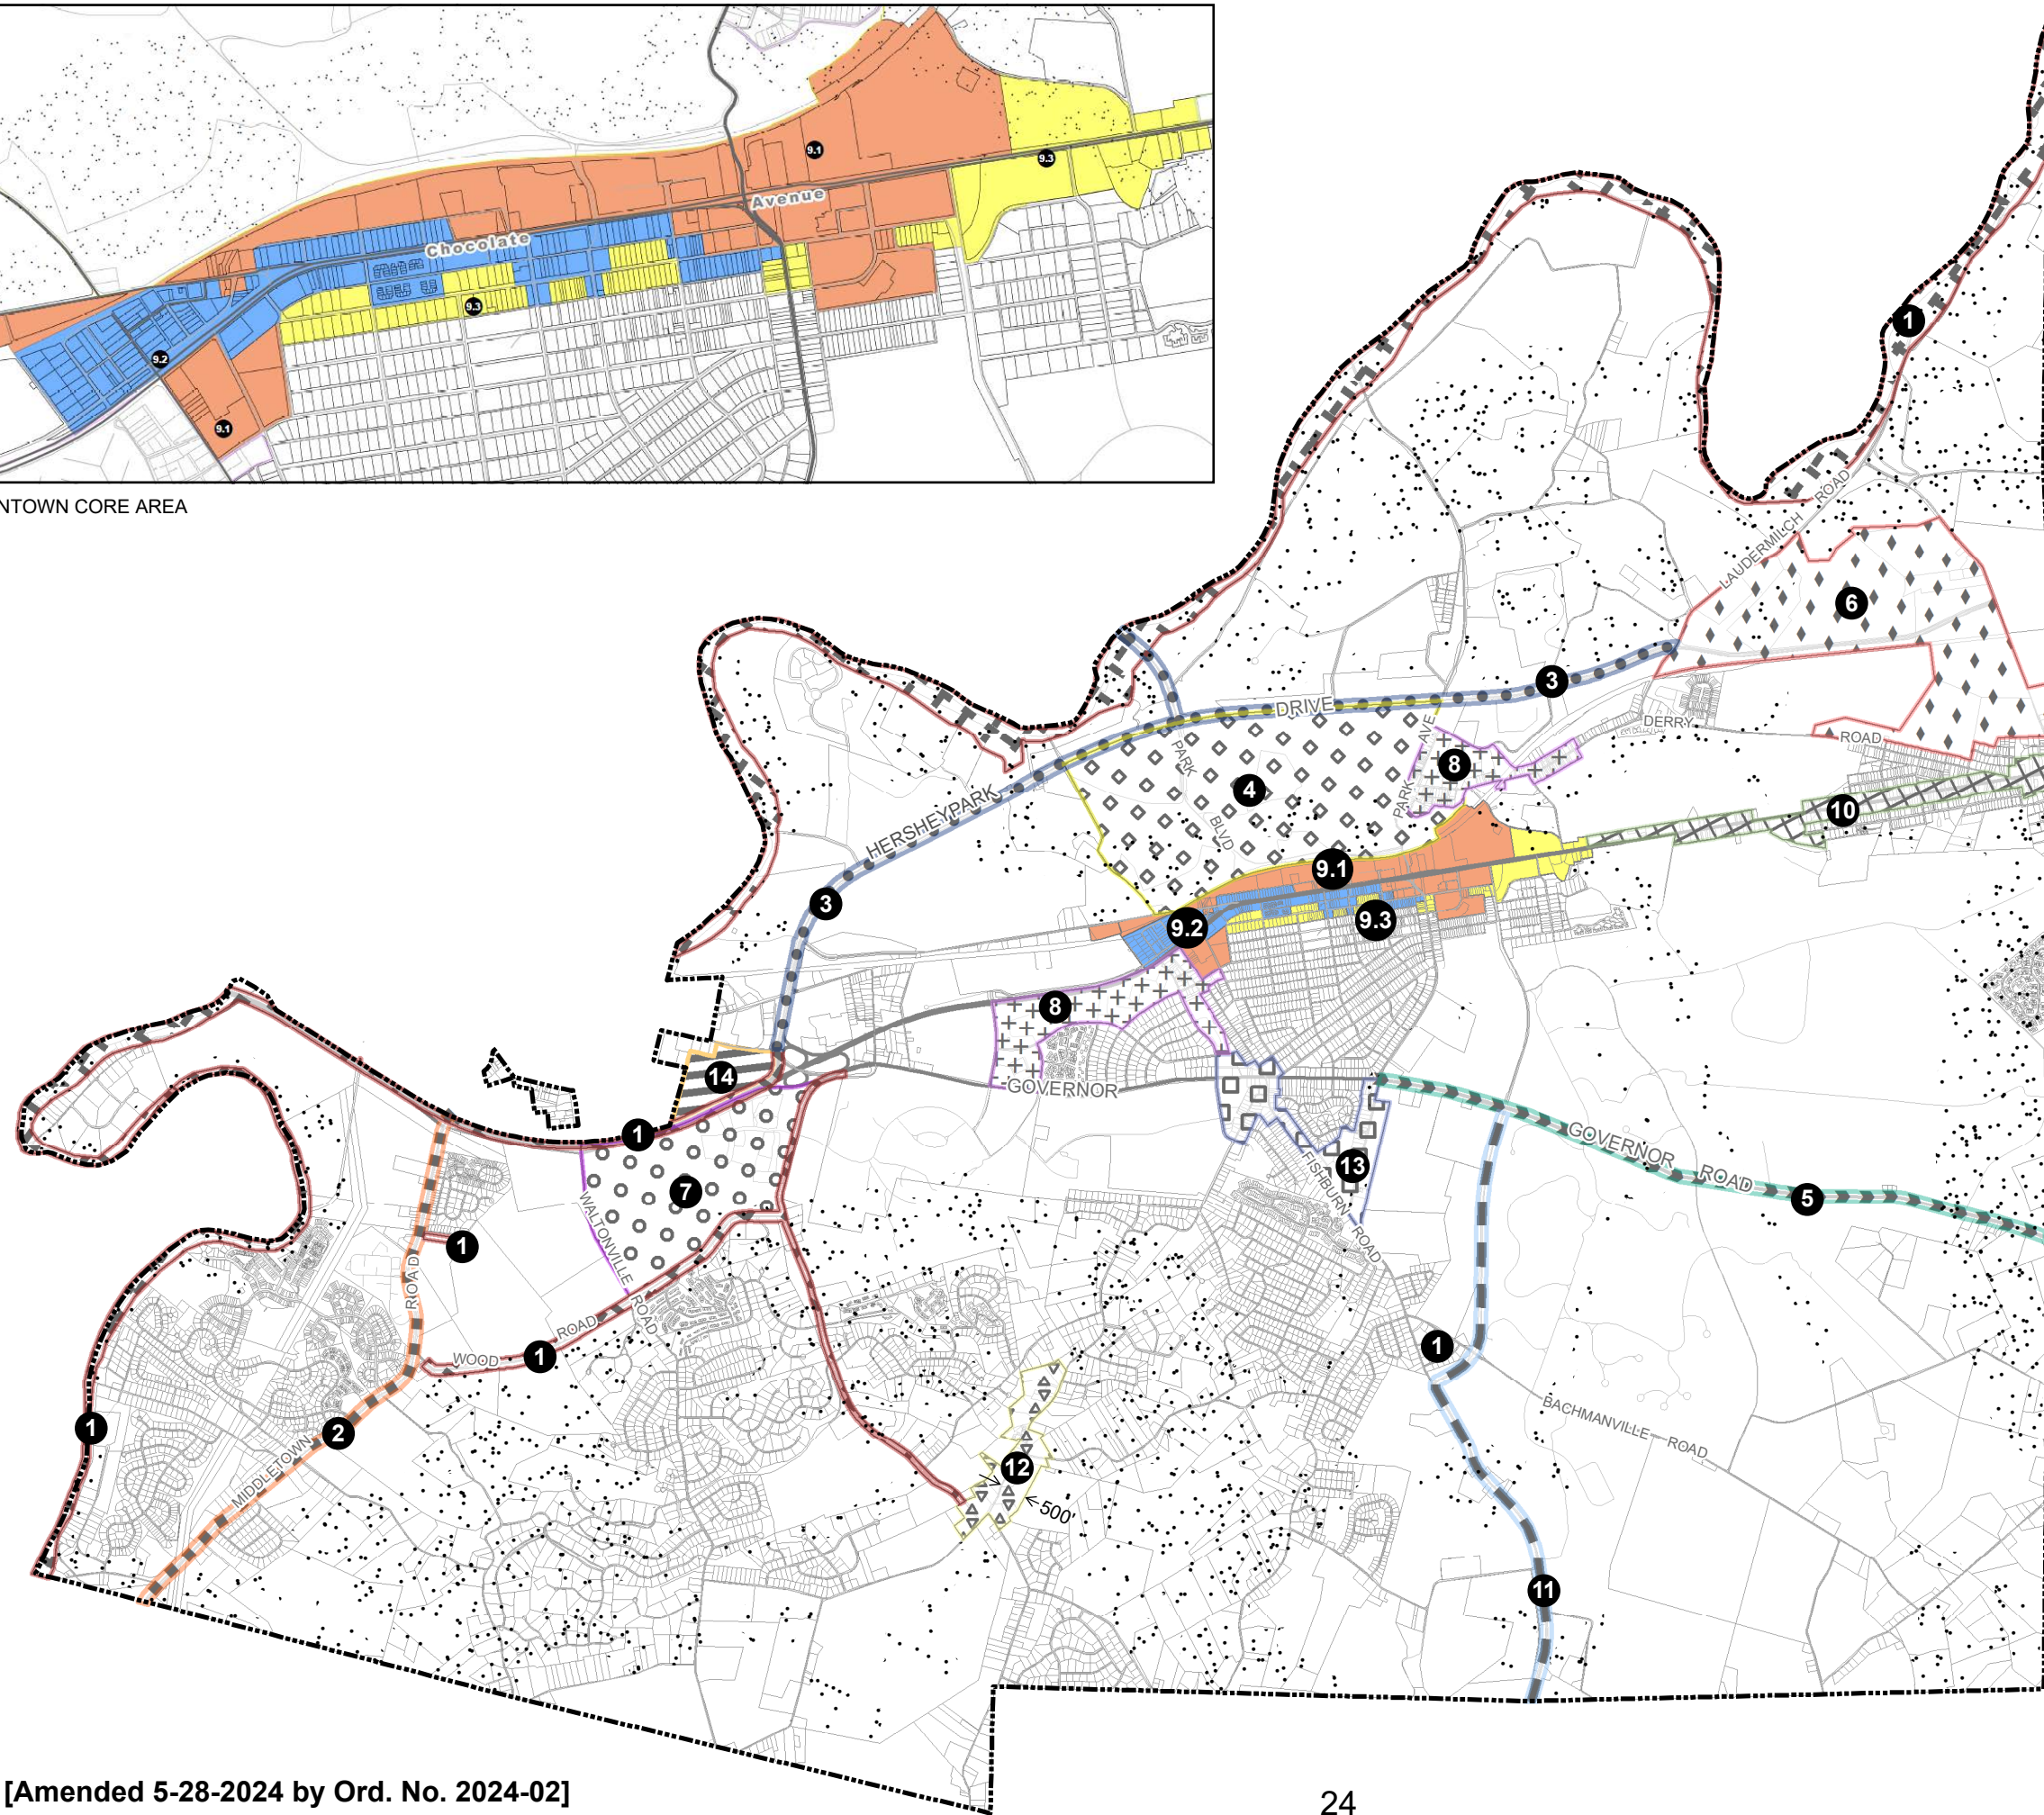 9.1
9.3
Avenue
Chocolate
9.3
9.2
9.1
NTOWN CORE AREA
1
LAUDERMILCH ROAD
6
3
DRIVE
DERRY
ROAD
PARK
BLVD
PARK AVE
8
4
10
HERSHEYPARK
9.1
3
9.2
9.3
8
14
GOVERNOR
1
GOVERNOR ROAD
13
5
7
FISHBURN ROAD
WALTONVILLE ROAD
1
ROAD
WOOD ROAD
1
1
BACHMANVILLE ROAD
1
2
MIDDLETOWN
12
500'
11
[Amended 5-28-2024 by Ord. No. 2024-02]
24